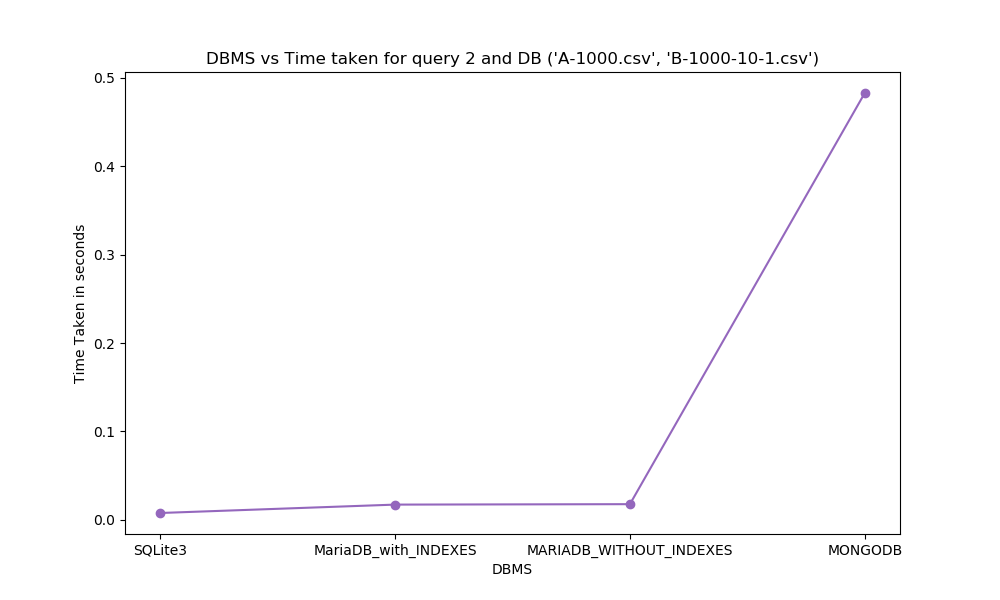 DBMS vs Time taken for query 2 and DB ('A-1000.csv', 'B-1000-10-1.csv')
0.5
0.4
0.3
0.2
0.1
0.0
Time Taken in seconds
SQLite3 MariaDB_with_INDEXES MARIADB_WITHOUT_INDEXES MONGODB
DBMS